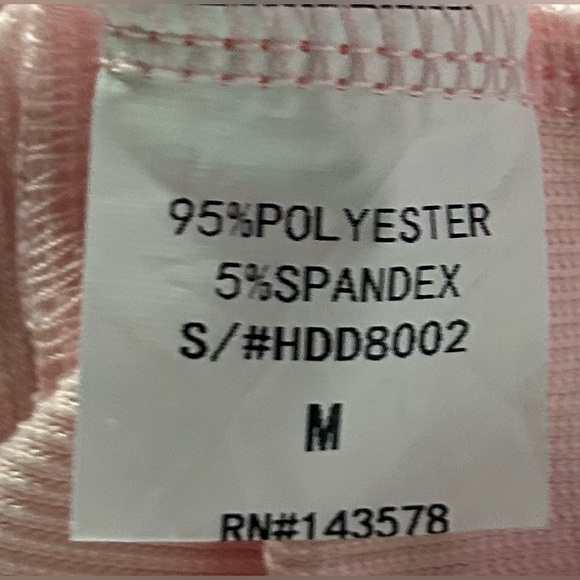 95%POLYESTER
5%SPANDEX
S/#HDD8002
M
RN#143578